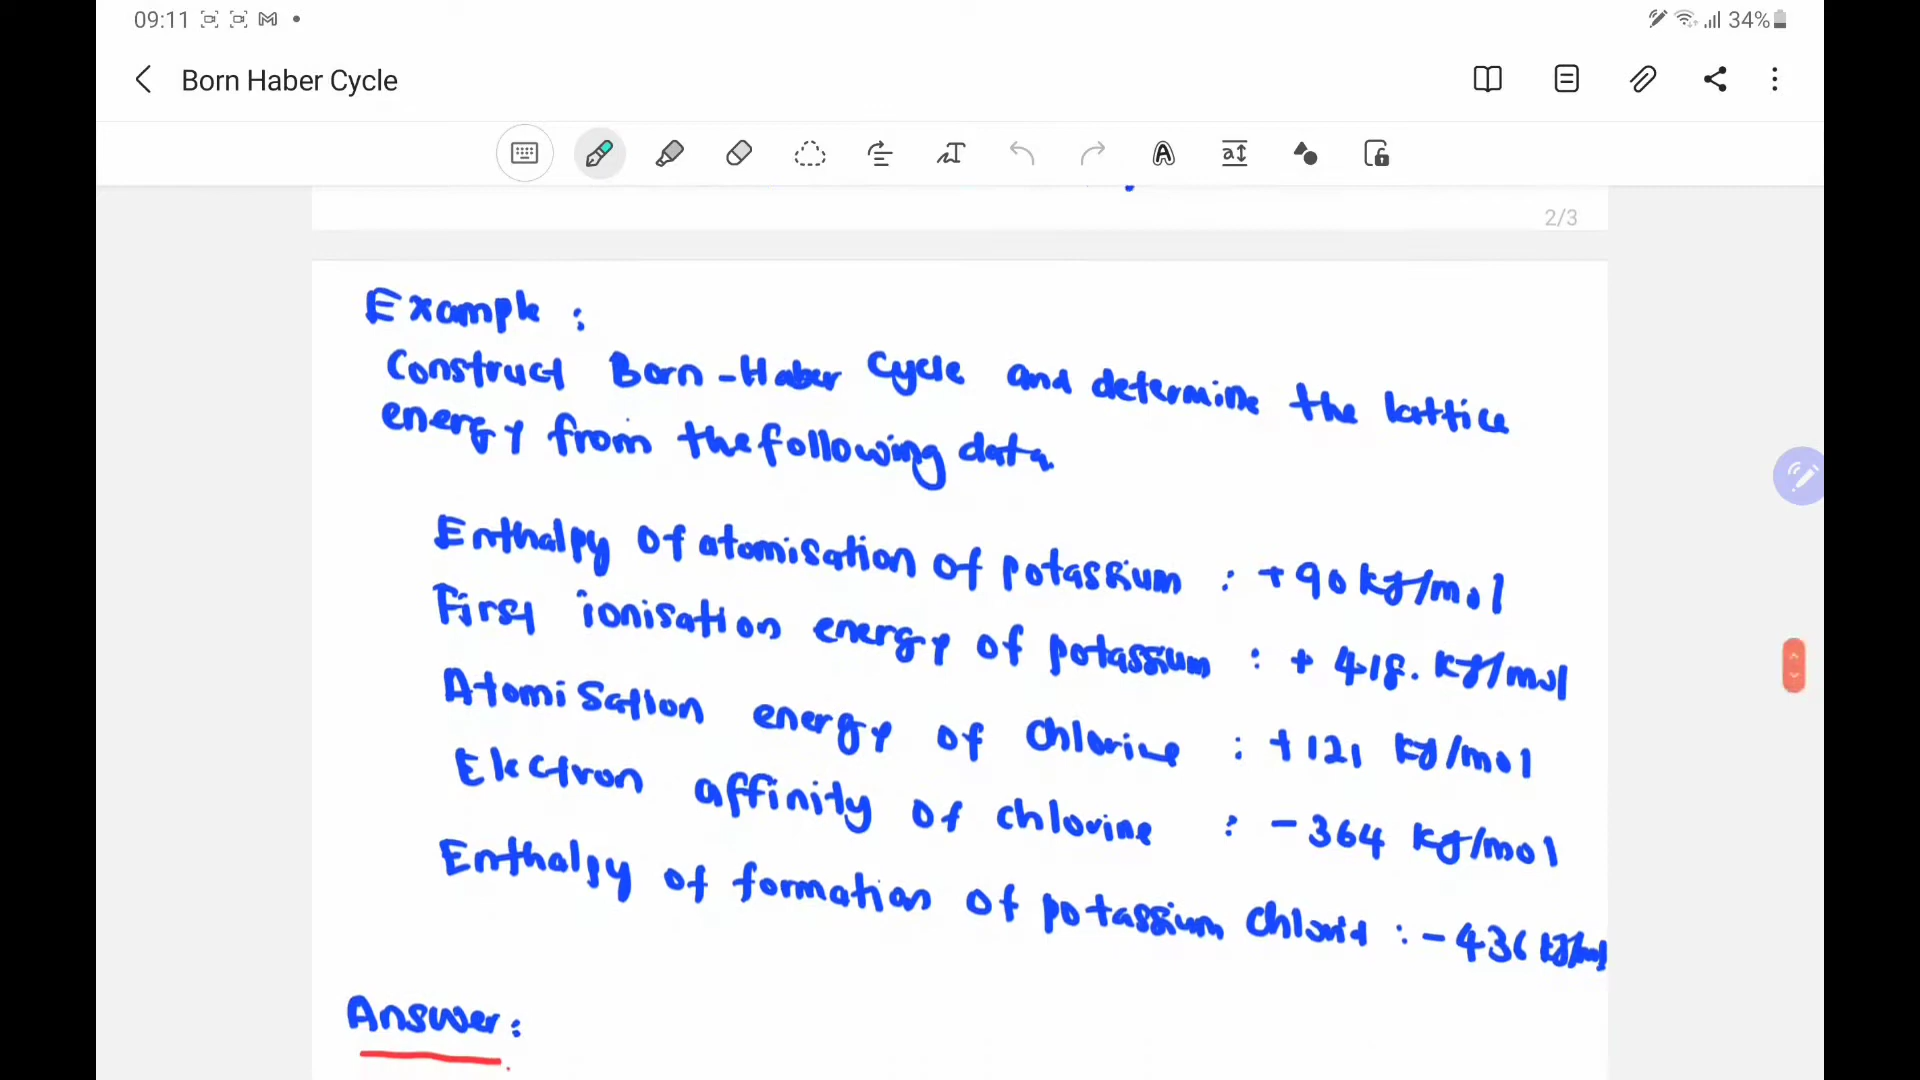 09:11
34%
Born Haber Cycle
2/3
Example :
Construct Born-Haber Cycle and determine the lattice
energy from the following data
Enthalpy of atomisation of potassium : +90 kJ/mol
First ionisation energy of potassium : + 418. kJ/mol
Atomisation energy of chlorine : +121 kJ/mol
Electron affinity of chlorine : -364 kJ/mol
Enthalpy of formation of potassium chlorid : -436 kJ/mol
Answer :